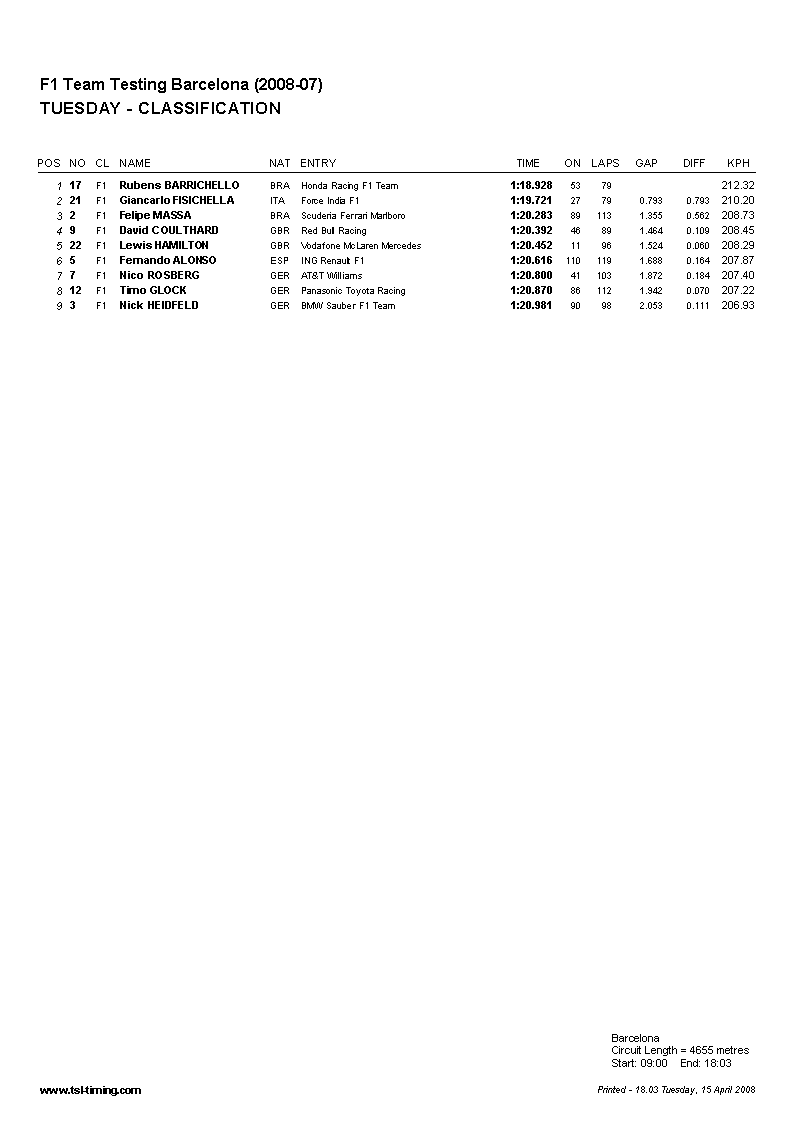 F1 Team Testing Barcelona (2008-07)
TUESDAY - CLASSIFICATION
POS NO CL NAME NAT ENTRY TIME ON LAPS GAP DIFF KPH
1 17 F1 Rubens BARRICHELLO BRA Honda Racing F1 Team 1:18.928 53 79 212.32
2 21 F1 Giancarlo FISICHELLA ITA Force India F1 1:19.721 27 79 0.793 0.793 210.20
3 2 F1 Felipe MASSA BRA Scuderia Ferrari Marlboro 1:20.283 89 113 1.355 0.562 208.73
4 9 F1 David COULTHARD GBR Red Bull Racing 1:20.392 46 89 1.464 0.109 208.45
5 22 F1 Lewis HAMILTON GBR Vodafone McLaren Mercedes 1:20.452 11 96 1.524 0.060 208.29
6 5 F1 Fernando ALONSO ESP ING Renault F1 1:20.616 110 119 1.688 0.164 207.87
7 7 F1 Nico ROSBERG GER AT&T Williams 1:20.800 41 103 1.872 0.184 207.40
8 12 F1 Timo GLOCK GER Panasonic Toyota Racing 1:20.870 86 112 1.942 0.070 207.22
9 3 F1 Nick HEIDFELD GER BMW Sauber F1 Team 1:20.981 90 98 2.053 0.111 206.93
Barcelona
Circuit Length = 4655 metres
Start: 09:00 End: 18:03
www.tsl-timing.com Printed - 18.03 Tuesday, 15 April 2008